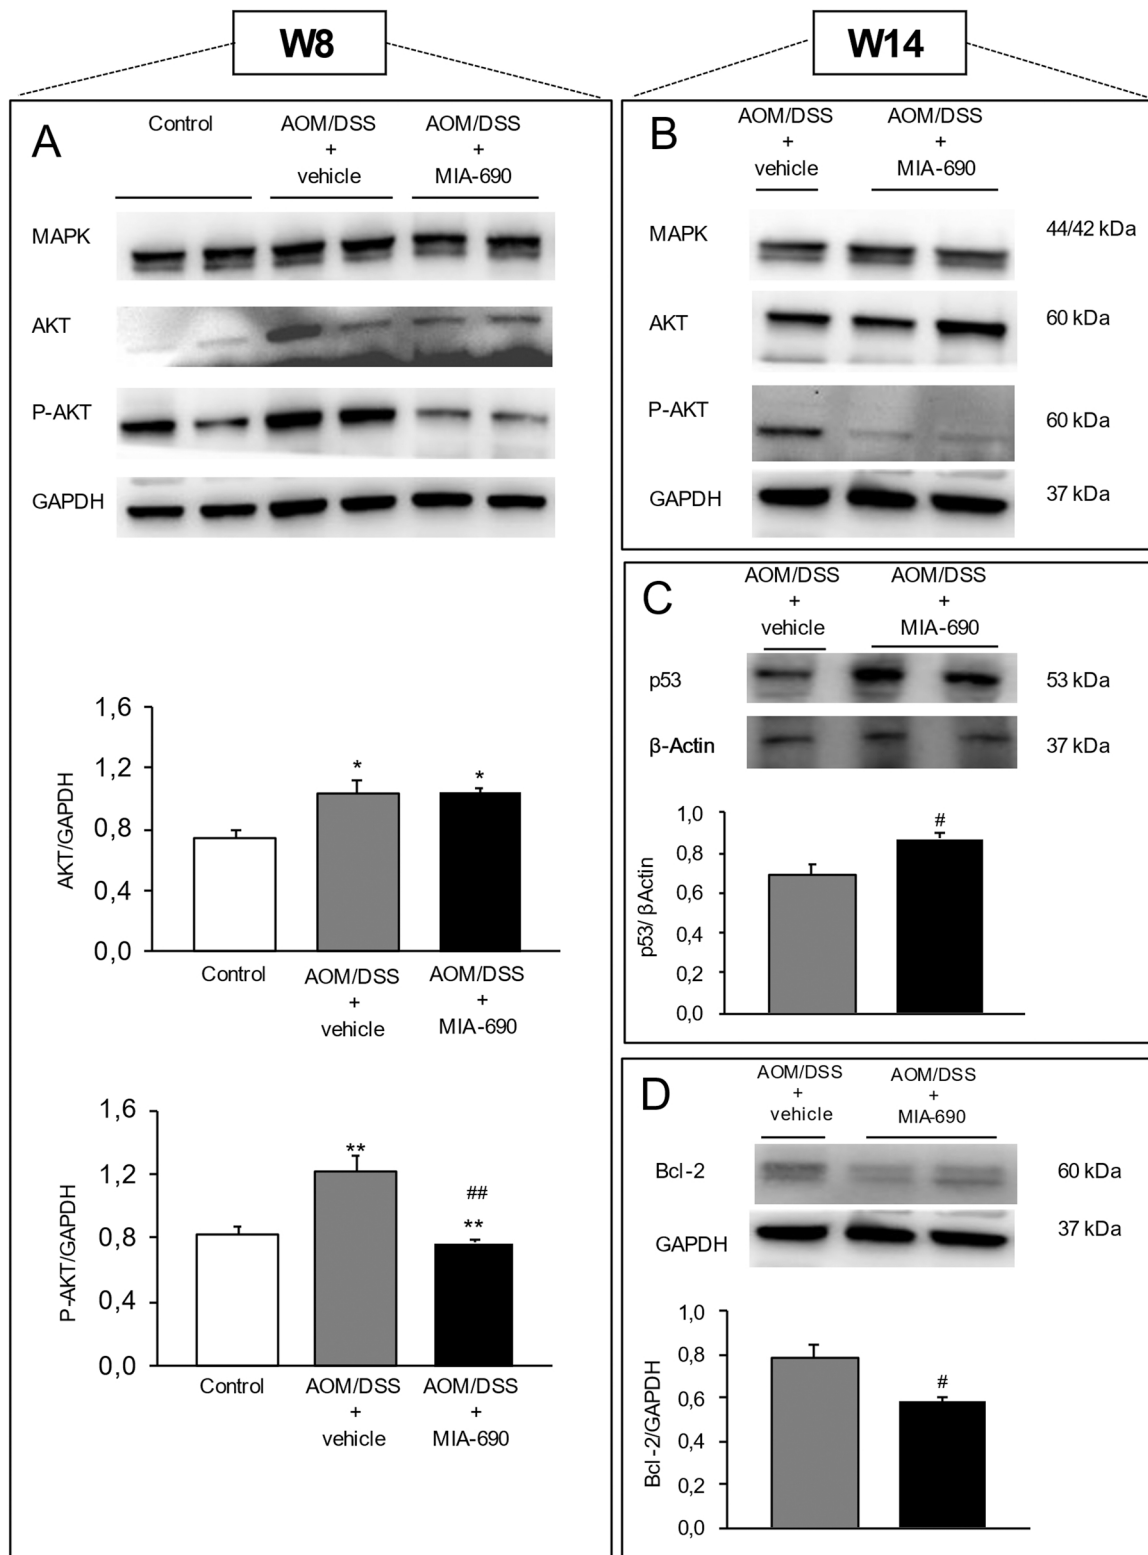 W8
W14
A
Control
AOM/DSS
+
vehicle
AOM/DSS
+
MIA-690
MAPK
AKT
P-AKT
GAPDH
1,6
1,2
0,8
0,4
0,0
AKT/GAPDH
*
*
Control
AOM/DSS
+
vehicle
AOM/DSS
+
MIA-690
1,6
1,2
0,8
0,4
0,0
P-AKT/GAPDH
**
##
**
Control
AOM/DSS
+
vehicle
AOM/DSS
+
MIA-690
B
AOM/DSS
+
vehicle
AOM/DSS
+
MIA-690
MAPK
44/42 kDa
AKT
60 kDa
P-AKT
60 kDa
GAPDH
37 kDa
C
AOM/DSS
+
vehicle
AOM/DSS
+
MIA-690
p53
53 kDa
β-Actin
37 kDa
1,0
0,8
0,6
0,4
0,2
0,0
p53/ βActin
#
D
AOM/DSS
+
vehicle
AOM/DSS
+
MIA-690
Bcl-2
60 kDa
GAPDH
37 kDa
1,0
0,8
0,6
0,4
0,2
0,0
Bcl-2/GAPDH
#